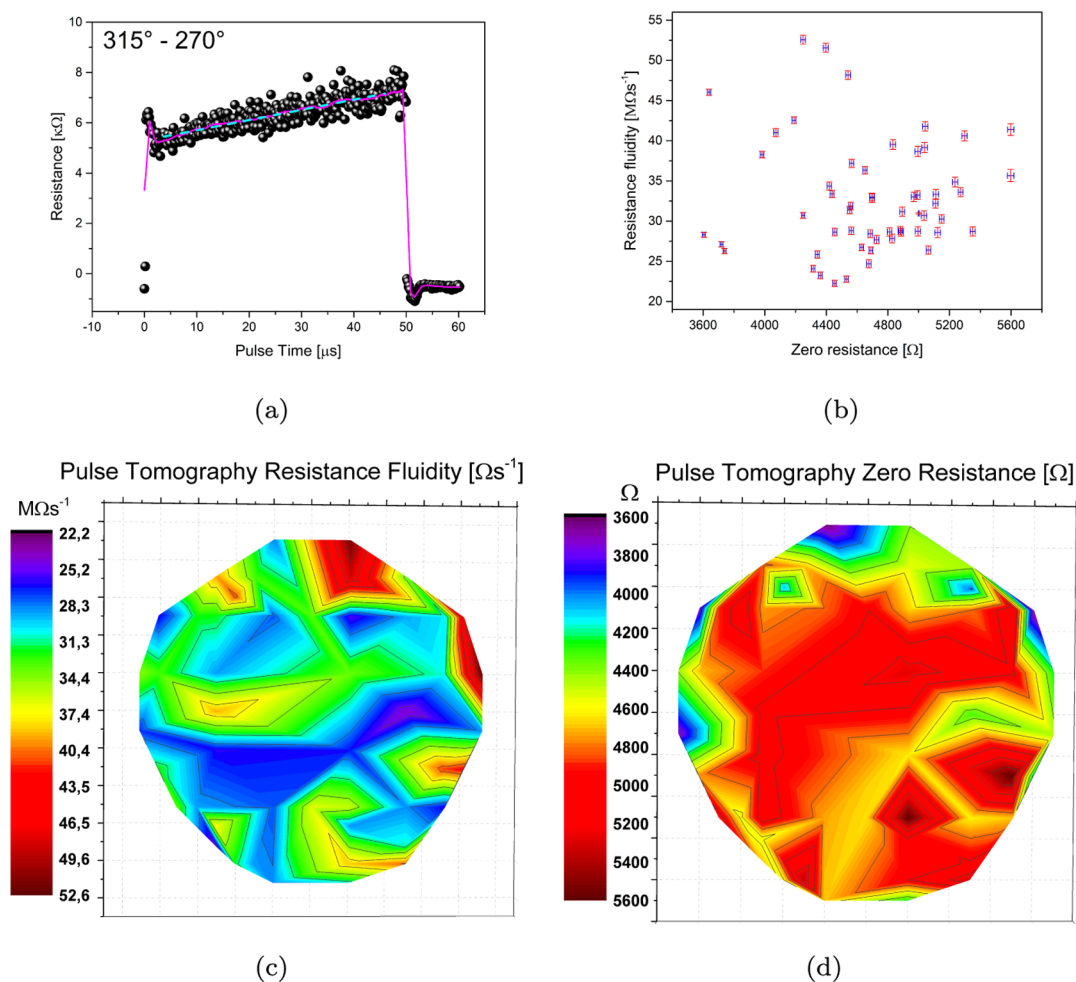 315° - 270°
Resistance [κΩ]
10
8
6
4
2
0
-10 0 10 20 30 40 50 60
Pulse Time [μs]
(a)
Resistance fluidity [MΩs⁻¹]
55
50
45
40
35
30
25
20
3600 4000 4400 4800 5200 5600
Zero resistance [Ω]
(b)
Pulse Tomography Resistance Fluidity [Ωs⁻¹]
MΩs⁻¹
22,2
25,2
28,3
31,3
34,4
37,4
40,4
43,5
46,5
49,6
52,6
(c)
Pulse Tomography Zero Resistance [Ω]
Ω
3600
3800
4000
4200
4400
4600
4800
5000
5200
5400
5600
(d)